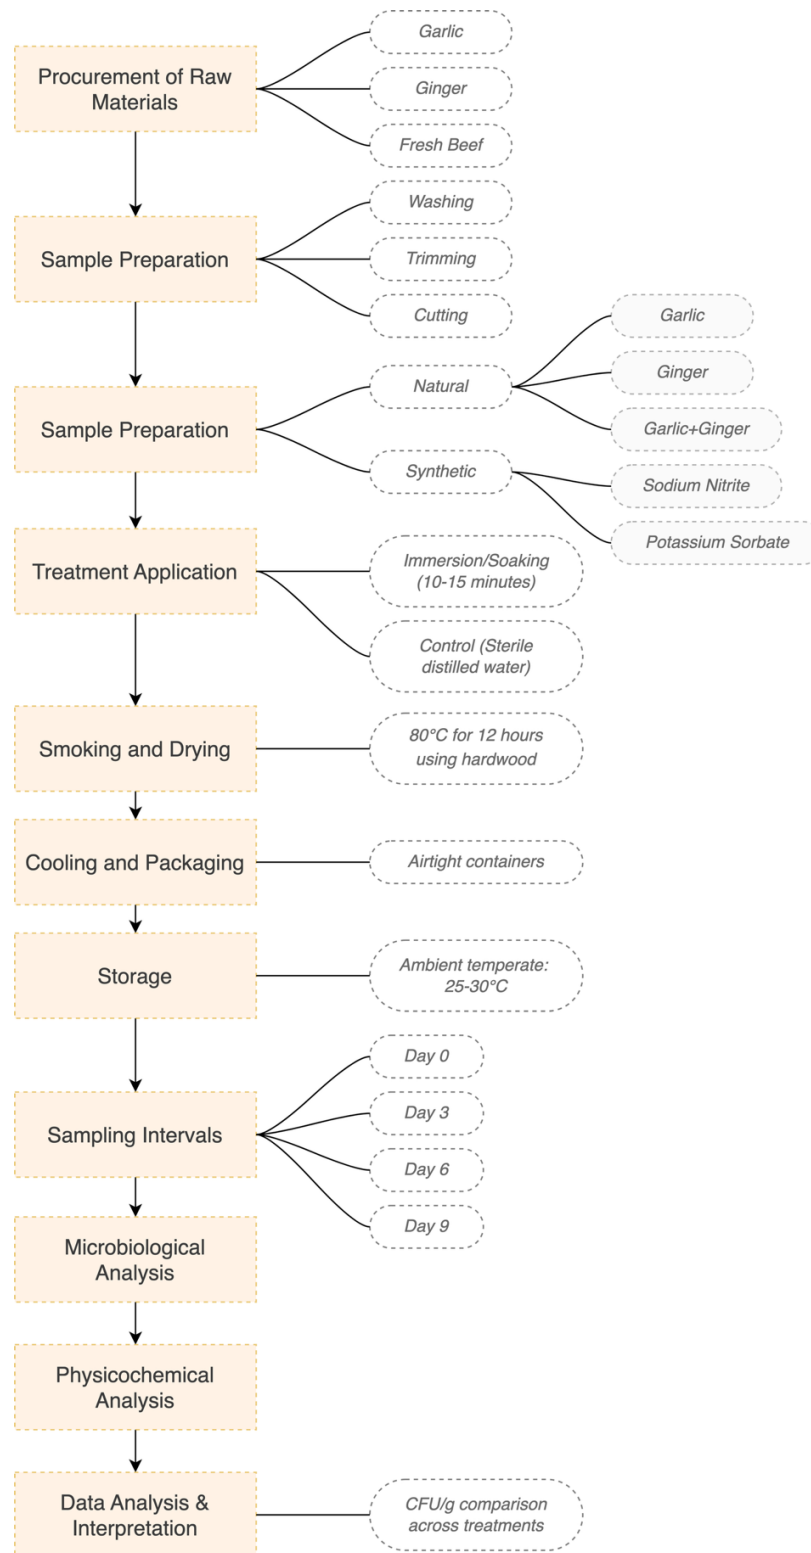 Procurement of Raw
Materials
Garlic
Ginger
Fresh Beef
Sample Preparation
Washing
Trimming
Cutting
Sample Preparation
Natural
Garlic
Ginger
Garlic+Ginger
Synthetic
Sodium Nitrite
Potassium Sorbate
Treatment Application
Immersion/Soaking
(10-15 minutes)
Control (Sterile
distilled water)
Smoking and Drying
80°C for 12 hours
using hardwood
Cooling and Packaging
Airtight containers
Storage
Ambient temperate:
25-30°C
Sampling Intervals
Day 0
Day 3
Day 6
Day 9
Microbiological
Analysis
Physicochemical
Analysis
Data Analysis &
Interpretation
CFU/g comparison
across treatments